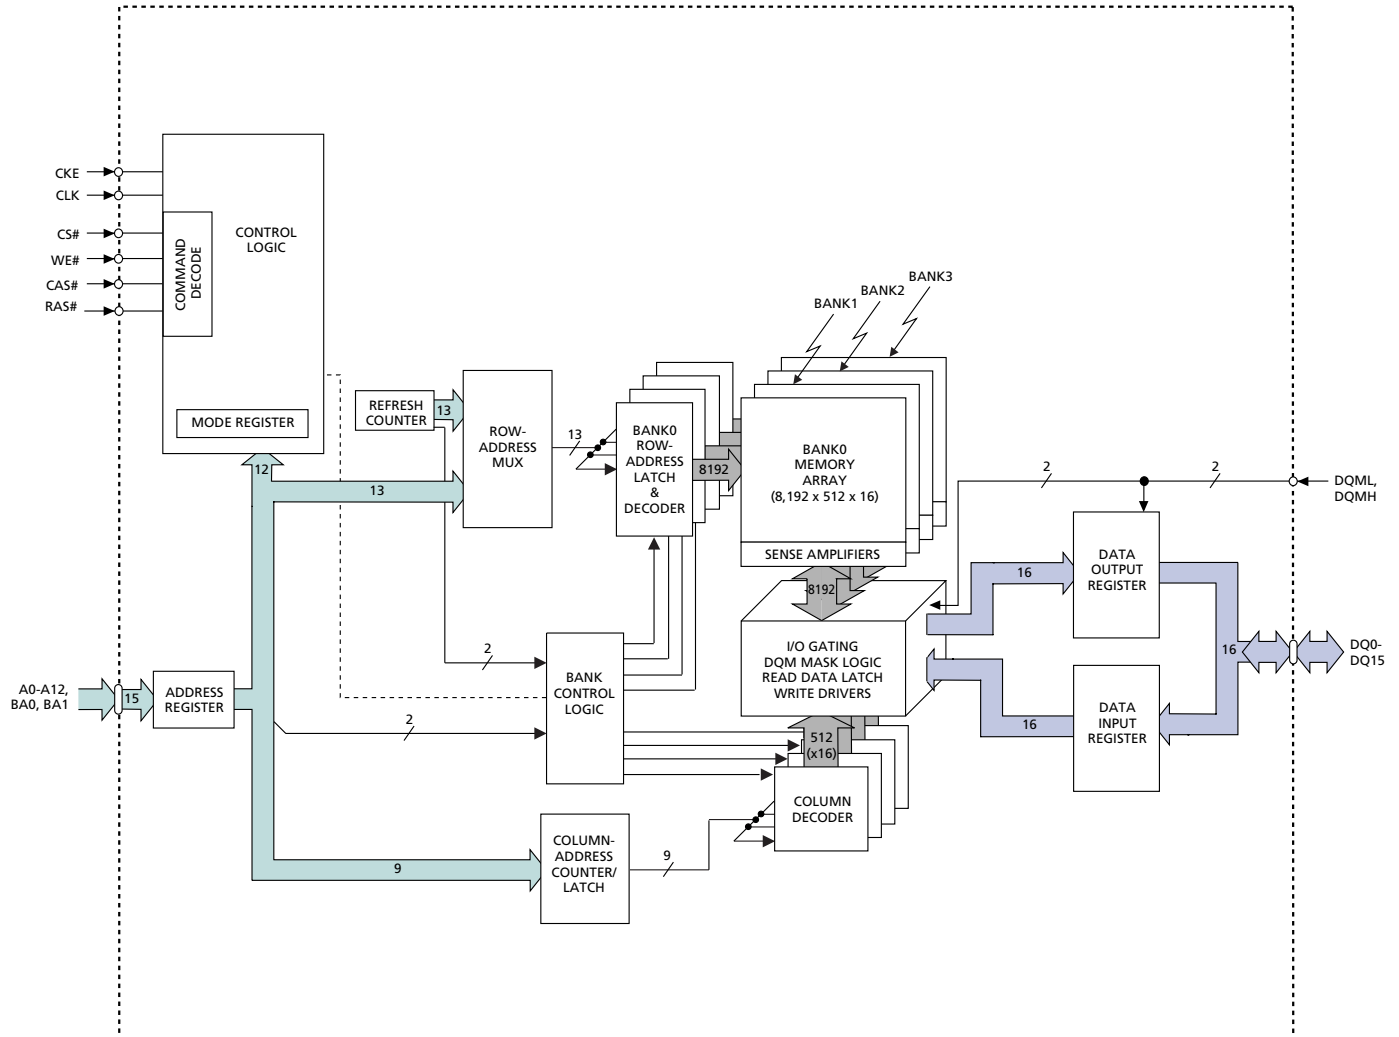 CKE
CLK
CS#
WE#
CAS#
RAS#
COMMAND
DECODE
CONTROL
LOGIC
MODE REGISTER
12
REFRESH
COUNTER
13
ROW-
ADDRESS
MUX
13
13
BANK0
ROW-
ADDRESS
LATCH
&
DECODER
8192
BANK1
BANK2
BANK3
BANK0
MEMORY
ARRAY
(8,192 x 512 x 16)
SENSE AMPLIFIERS
8192
2
2
DQML,
DQMH
DATA
OUTPUT
REGISTER
16
I/O GATING
DQM MASK LOGIC
READ DATA LATCH
WRITE DRIVERS
16
DQ0-
DQ15
DATA
INPUT
REGISTER
16
2
BANK
CONTROL
LOGIC
A0-A12,
BA0, BA1
15
ADDRESS
REGISTER
2
512
(x16)
COLUMN
DECODER
9
COLUMN-
ADDRESS
COUNTER/
LATCH
9